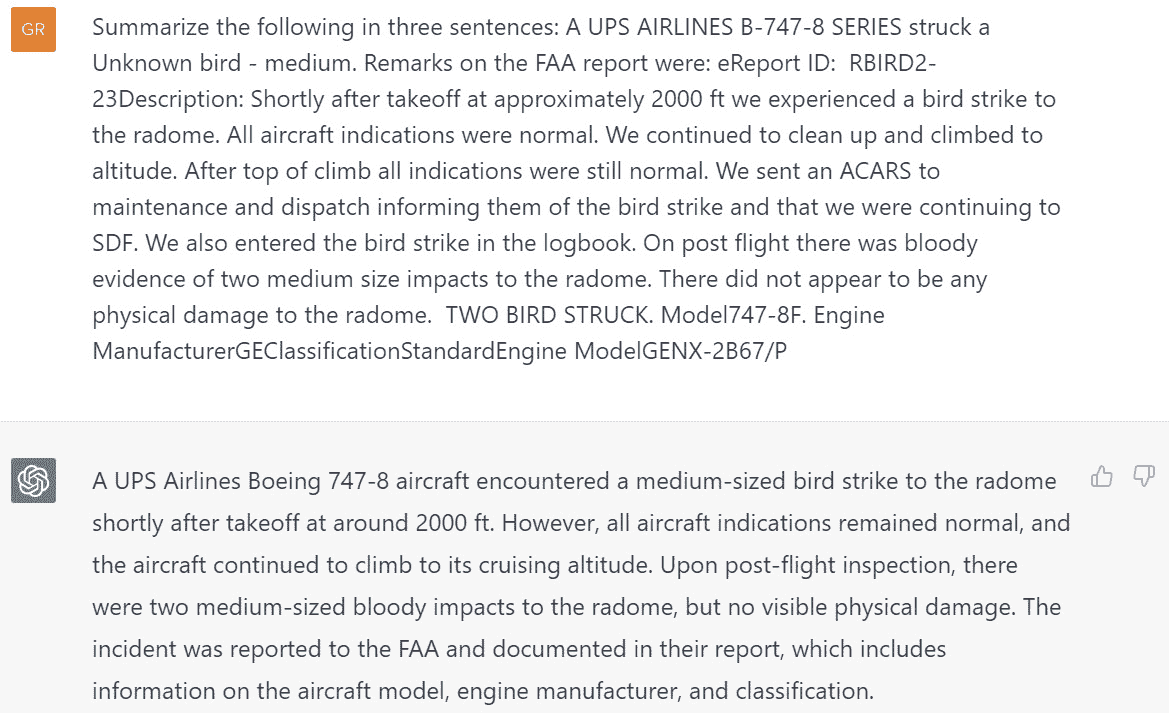 GR
Summarize the following in three sentences: A UPS AIRLINES B-747-8 SERIES struck a
Unknown bird - medium. Remarks on the FAA report were: eReport ID:  RBIRD2-
23Description: Shortly after takeoff at approximately 2000 ft we experienced a bird strike to
the radome. All aircraft indications were normal. We continued to clean up and climbed to
altitude. After top of climb all indications were still normal. We sent an ACARS to
maintenance and dispatch informing them of the bird strike and that we were continuing to
SDF. We also entered the bird strike in the logbook. On post flight there was bloody
evidence of two medium size impacts to the radome. There did not appear to be any
physical damage to the radome.  TWO BIRD STRUCK. Model747-8F. Engine
ManufacturerGEClassificationStandardEngine ModelGENX-2B67/P
A UPS Airlines Boeing 747-8 aircraft encountered a medium-sized bird strike to the radome
shortly after takeoff at around 2000 ft. However, all aircraft indications remained normal, and
the aircraft continued to climb to its cruising altitude. Upon post-flight inspection, there
were two medium-sized bloody impacts to the radome, but no visible physical damage. The
incident was reported to the FAA and documented in their report, which includes
information on the aircraft model, engine manufacturer, and classification.